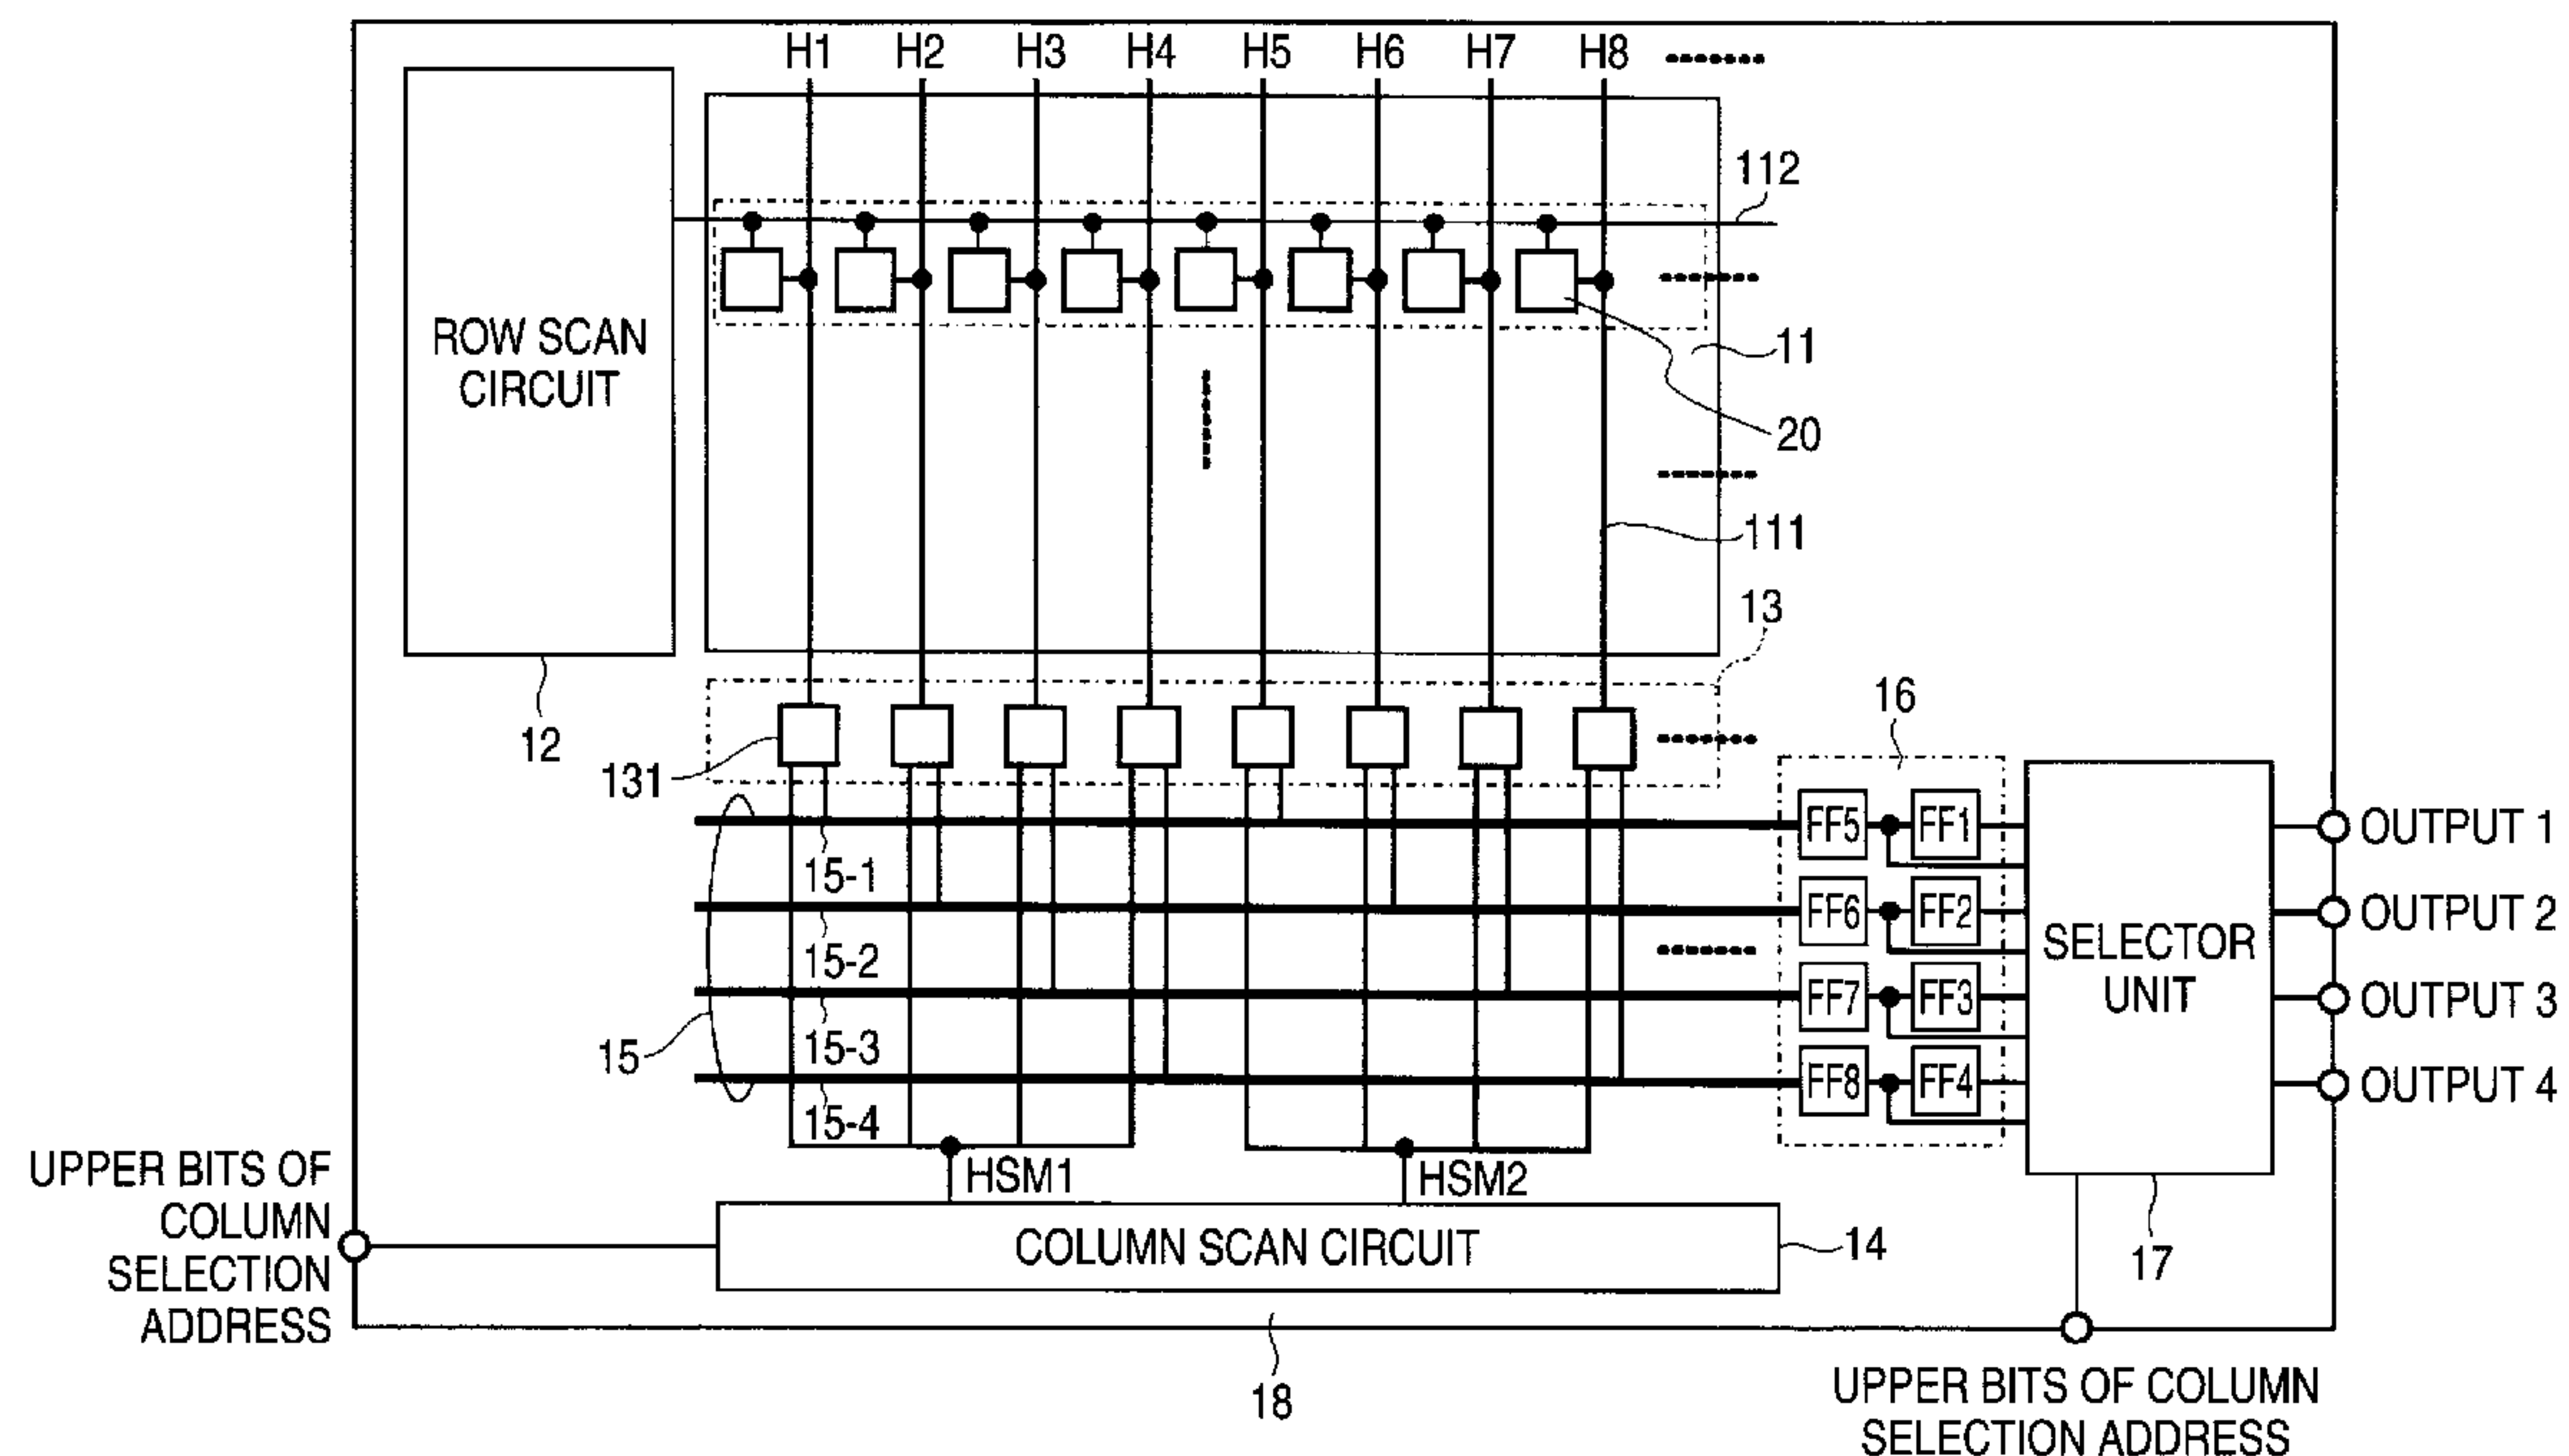 H1 H2 H3 H4 H5 H6 H7 H8
112
ROW SCAN
CIRCUIT
11
20
111
13
12
131
16
FF5 FF1
OUTPUT 1
15-1
FF6 FF2
OUTPUT 2
SELECTOR
UNIT
15-2
FF7 FF3
OUTPUT 3
15
15-3
FF8 FF4
OUTPUT 4
15-4
HSM1
HSM2
UPPER BITS OF
COLUMN
SELECTION
ADDRESS
COLUMN SCAN CIRCUIT
14
17
18
UPPER BITS OF COLUMN
SELECTION ADDRESS